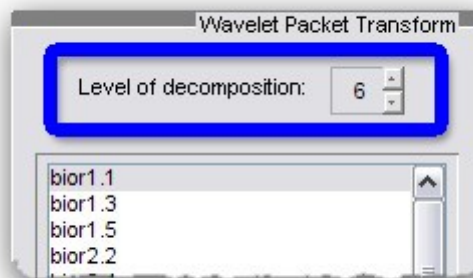 Wavelet Packet Transform
Level of decomposition: 6
bior1.1
bior1.3
bior1.5
bior2.2